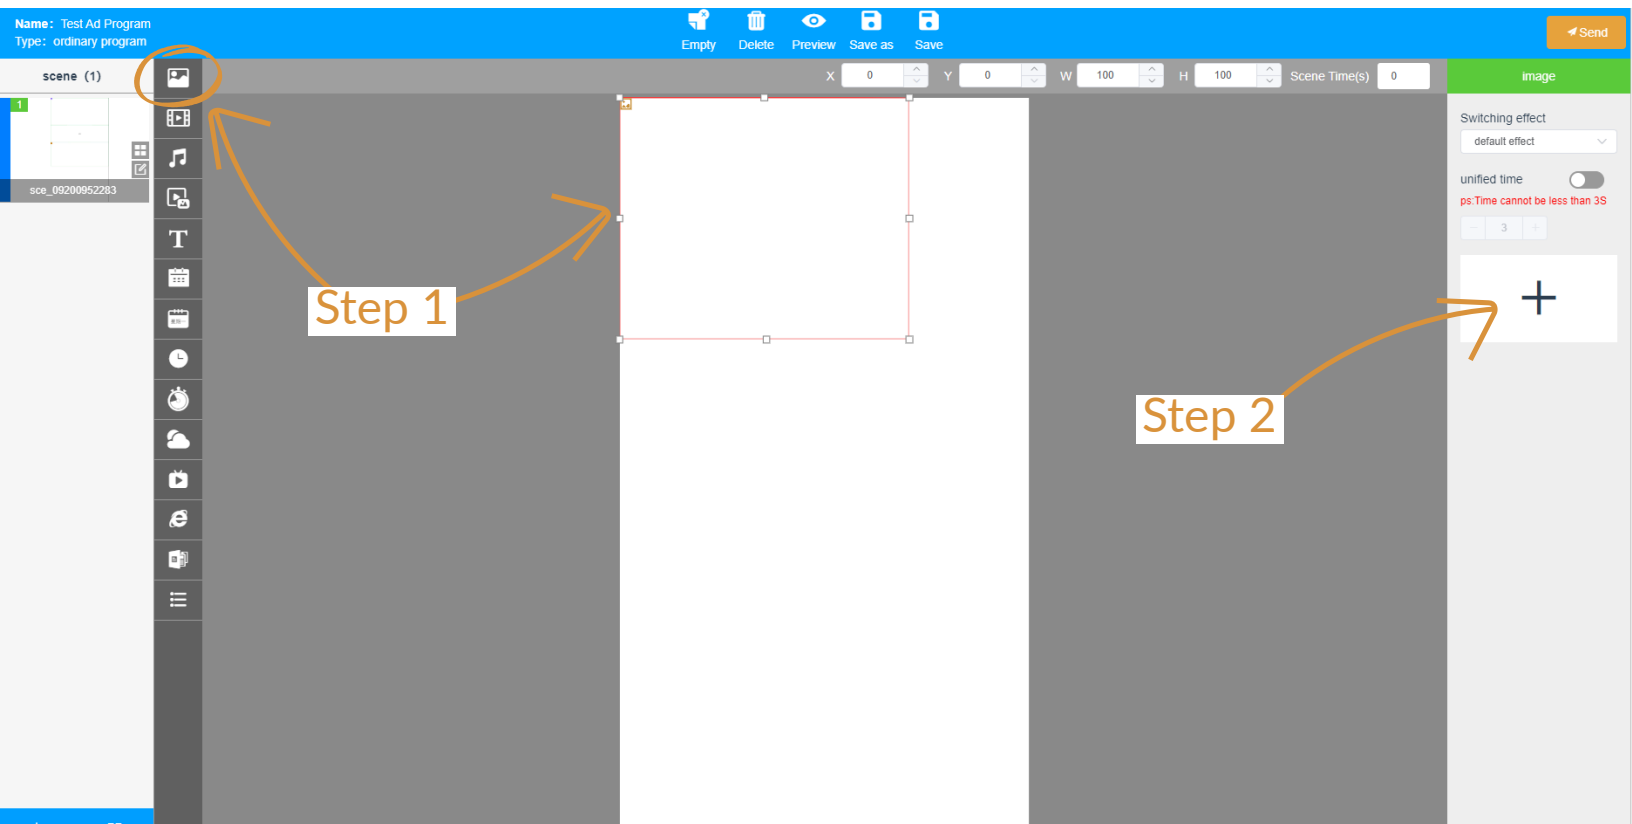 Name: Test Ad Program
Type: ordinary program
Empty
Delete
Preview
Save as
Save
Send
scene (1)
X 0
Y 0
W 100
H 100
Scene Time(s) 0
image
1
sce_09200952283
Switching effect
default effect
unified time
ps:Time cannot be less than 3S
- 3 +
Step 1
Step 2
T